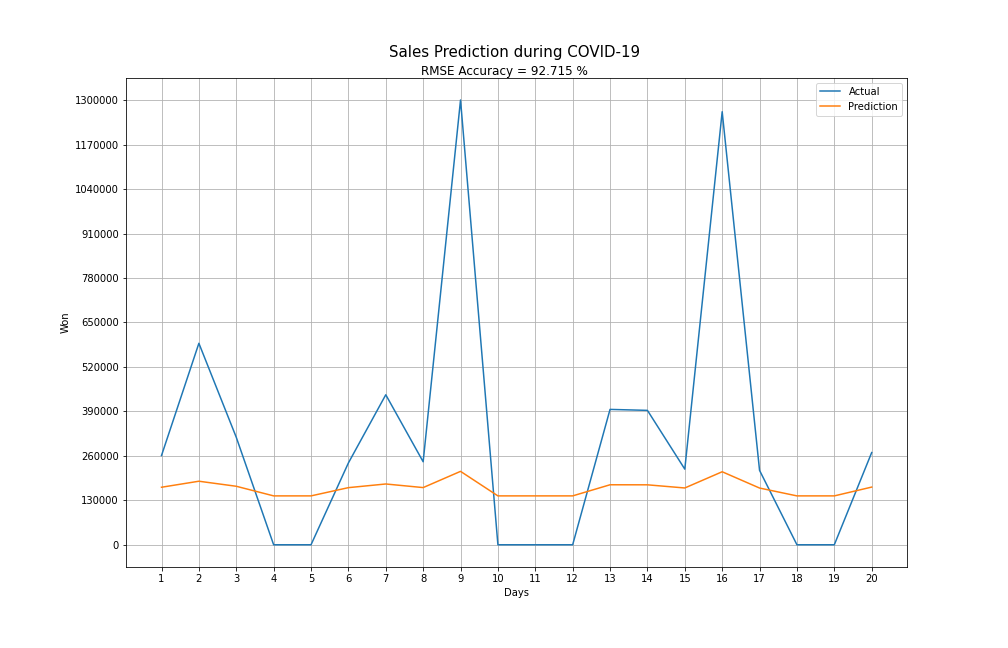 Sales Prediction during COVID-19
RMSE Accuracy = 92.715 %
Actual
Prediction
1300000
1170000
1040000
910000
780000
650000
520000
390000
260000
130000
0
Won
1 2 3 4 5 6 7 8 9 10 11 12 13 14 15 16 17 18 19 20
Days